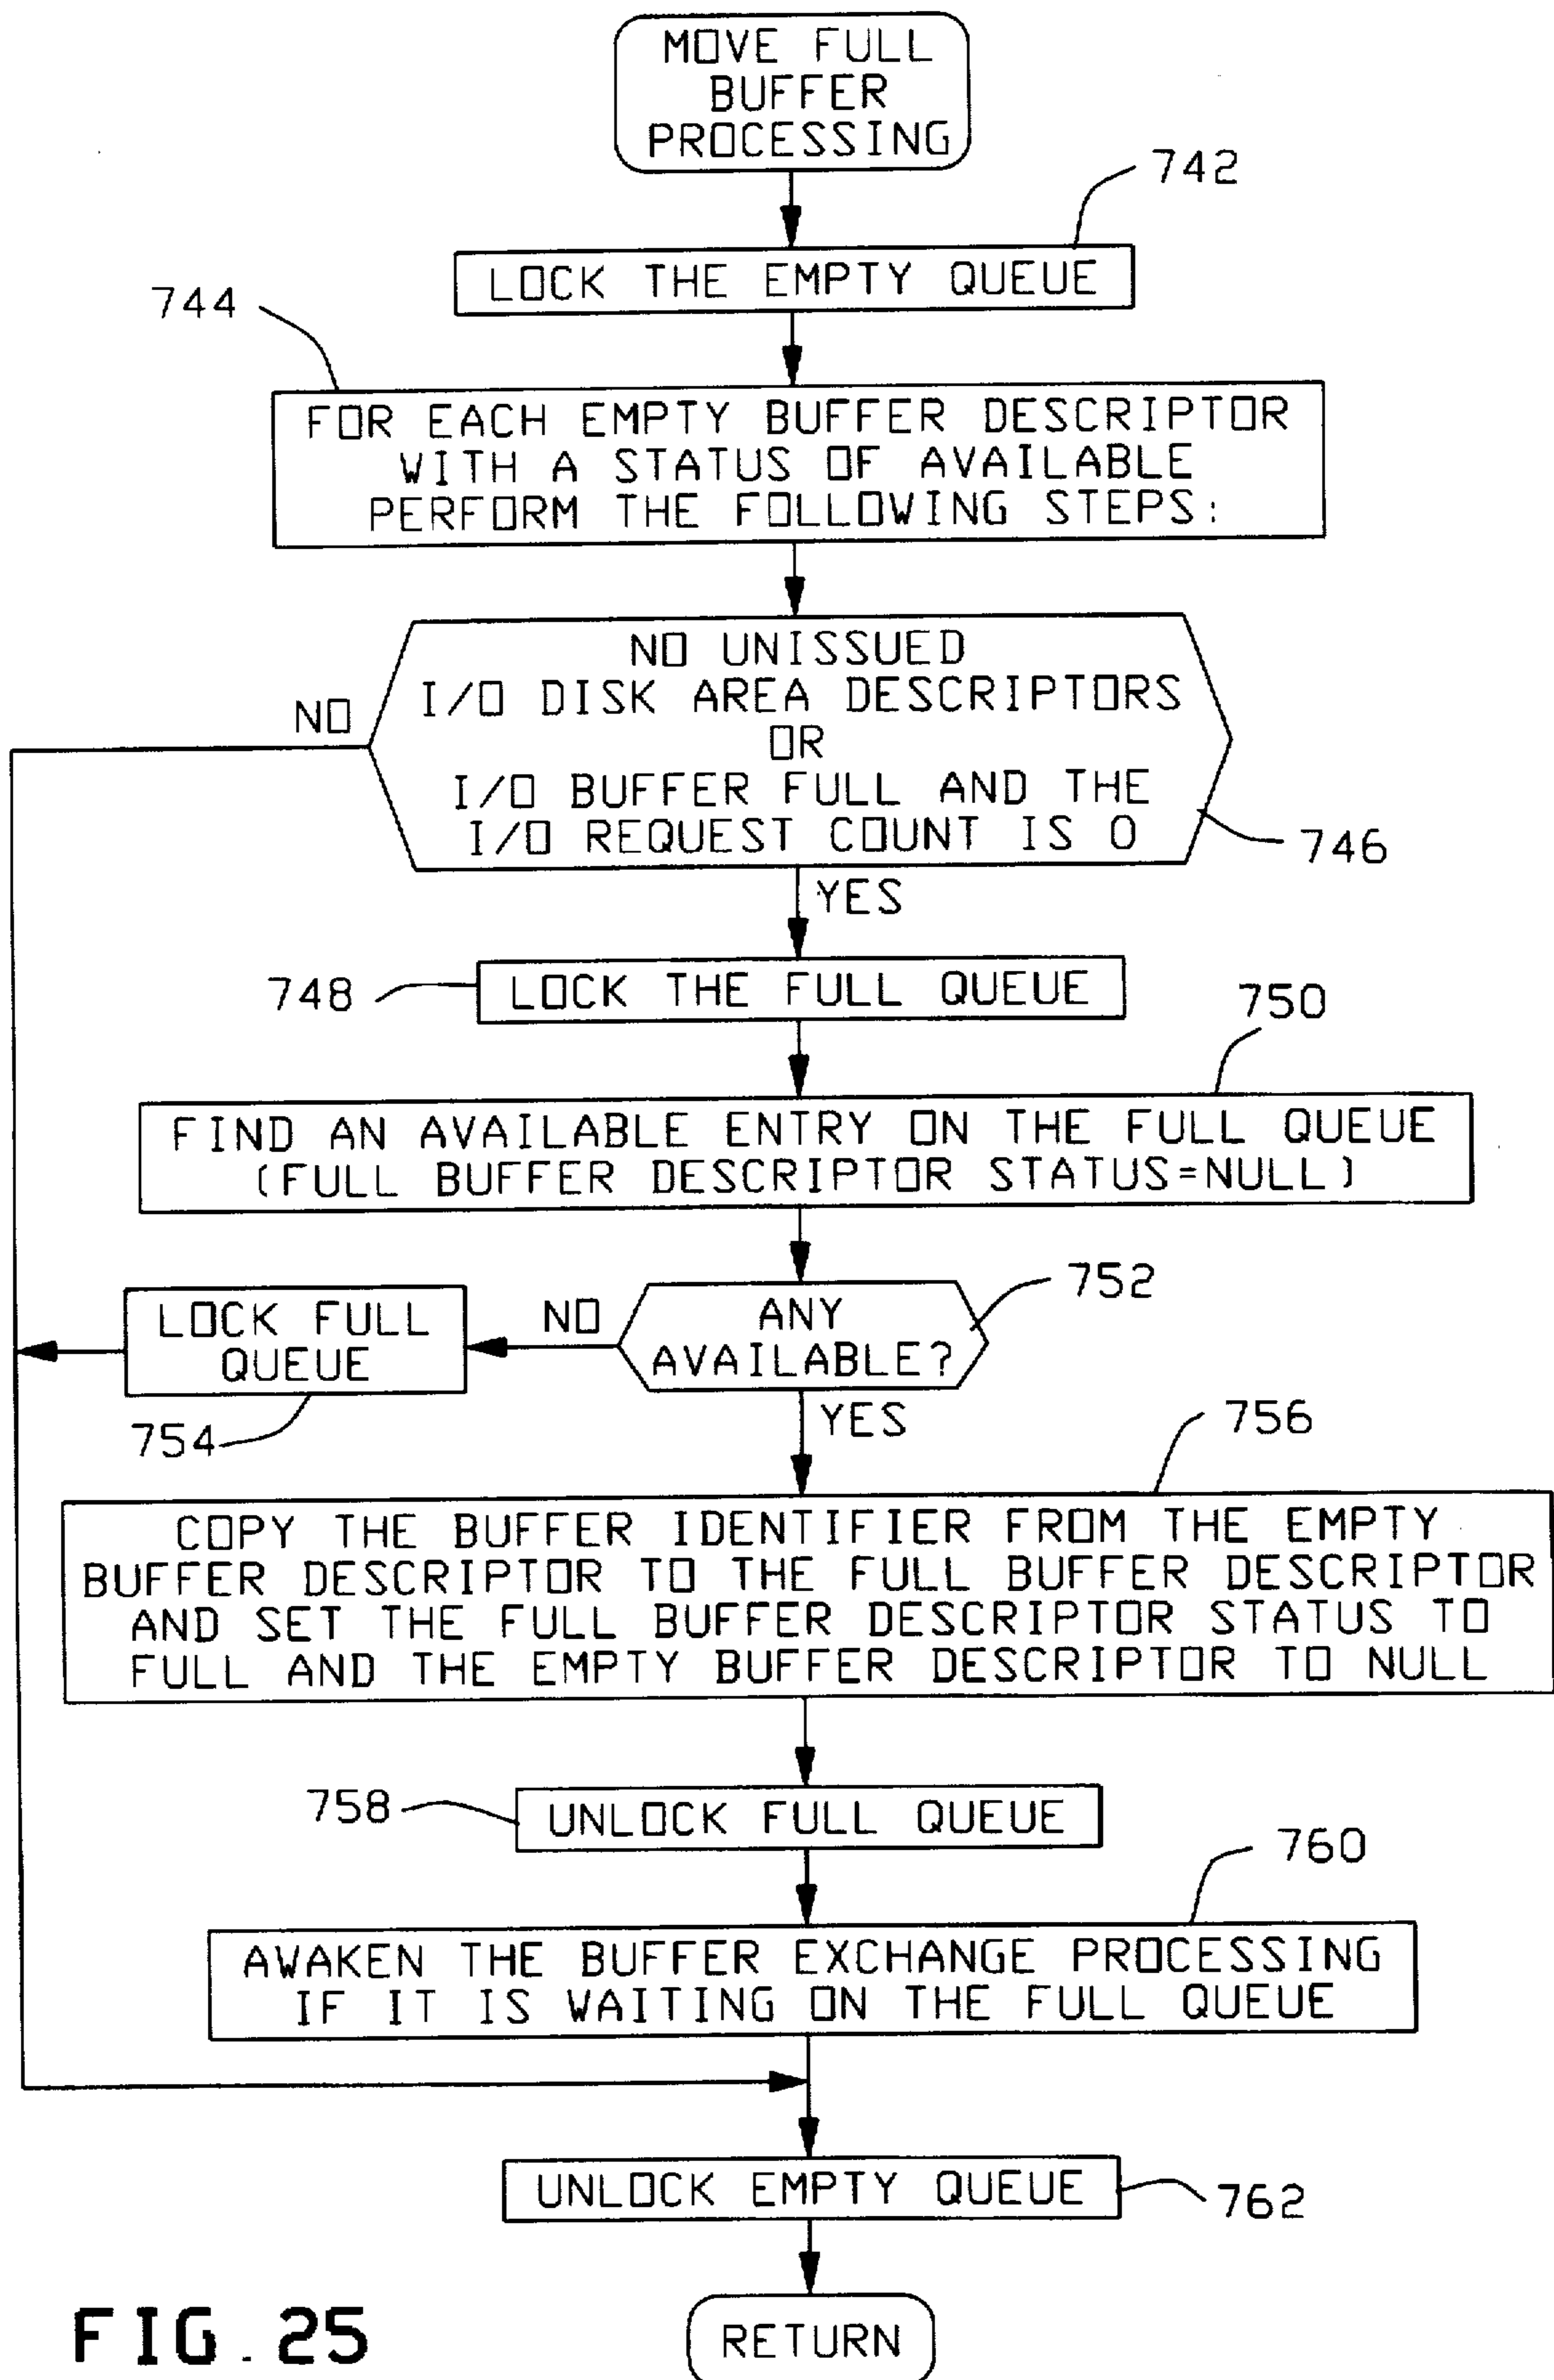 MOVE FULL
BUFFER
PROCESSING
742
LOCK THE EMPTY QUEUE
744
FOR EACH EMPTY BUFFER DESCRIPTOR
WITH A STATUS OF AVAILABLE
PERFORM THE FOLLOWING STEPS:
NO UNISSUED
I/O DISK AREA DESCRIPTORS
OR
I/O BUFFER FULL AND THE
I/O REQUEST COUNT IS 0
NO
746
YES
748
LOCK THE FULL QUEUE
750
FIND AN AVAILABLE ENTRY ON THE FULL QUEUE
(FULL BUFFER DESCRIPTOR STATUS=NULL)
752
ANY
AVAILABLE?
NO
LOCK FULL
QUEUE
754
YES
756
COPY THE BUFFER IDENTIFIER FROM THE EMPTY
BUFFER DESCRIPTOR TO THE FULL BUFFER DESCRIPTOR
AND SET THE FULL BUFFER DESCRIPTOR STATUS TO
FULL AND THE EMPTY BUFFER DESCRIPTOR TO NULL
758
UNLOCK FULL QUEUE
760
AWAKEN THE BUFFER EXCHANGE PROCESSING
IF IT IS WAITING ON THE FULL QUEUE
UNLOCK EMPTY QUEUE
762
RETURN
FIG. 25